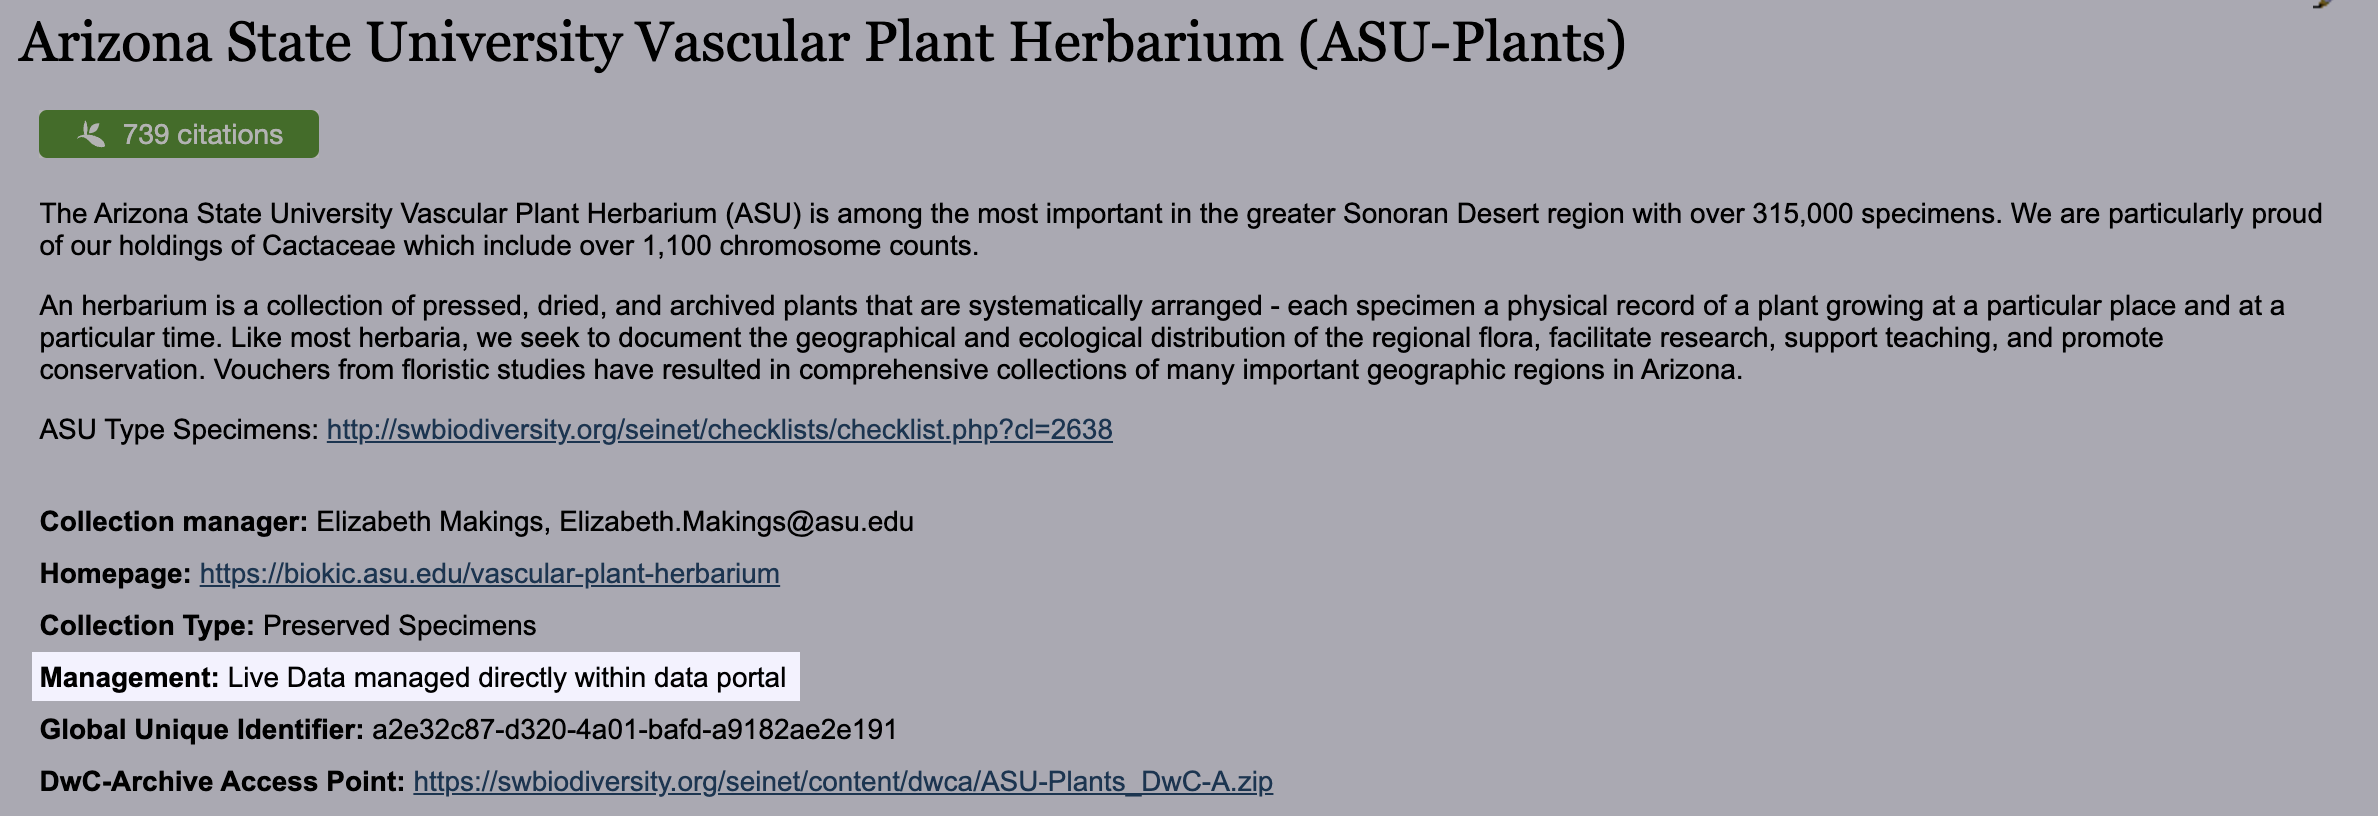 Arizona State University Vascular Plant Herbarium (ASU-Plants)
739 citations
The Arizona State University Vascular Plant Herbarium (ASU) is among the most important in the greater Sonoran Desert region with over 315,000 specimens. We are particularly proud
of our holdings of Cactaceae which include over 1,100 chromosome counts.
An herbarium is a collection of pressed, dried, and archived plants that are systematically arranged - each specimen a physical record of a plant growing at a particular place and at a
particular time. Like most herbaria, we seek to document the geographical and ecological distribution of the regional flora, facilitate research, support teaching, and promote
conservation. Vouchers from floristic studies have resulted in comprehensive collections of many important geographic regions in Arizona.
ASU Type Specimens: http://swbiodiversity.org/seinet/checklists/checklist.php?cl=2638
Collection manager: Elizabeth Makings, Elizabeth.Makings@asu.edu
Homepage: https://biokic.asu.edu/vascular-plant-herbarium
Collection Type: Preserved Specimens
Management: Live Data managed directly within data portal
Global Unique Identifier: a2e32c87-d320-4a01-bafd-a9182ae2e191
DwC-Archive Access Point: https://swbiodiversity.org/seinet/content/dwca/ASU-Plants_DwC-A.zip